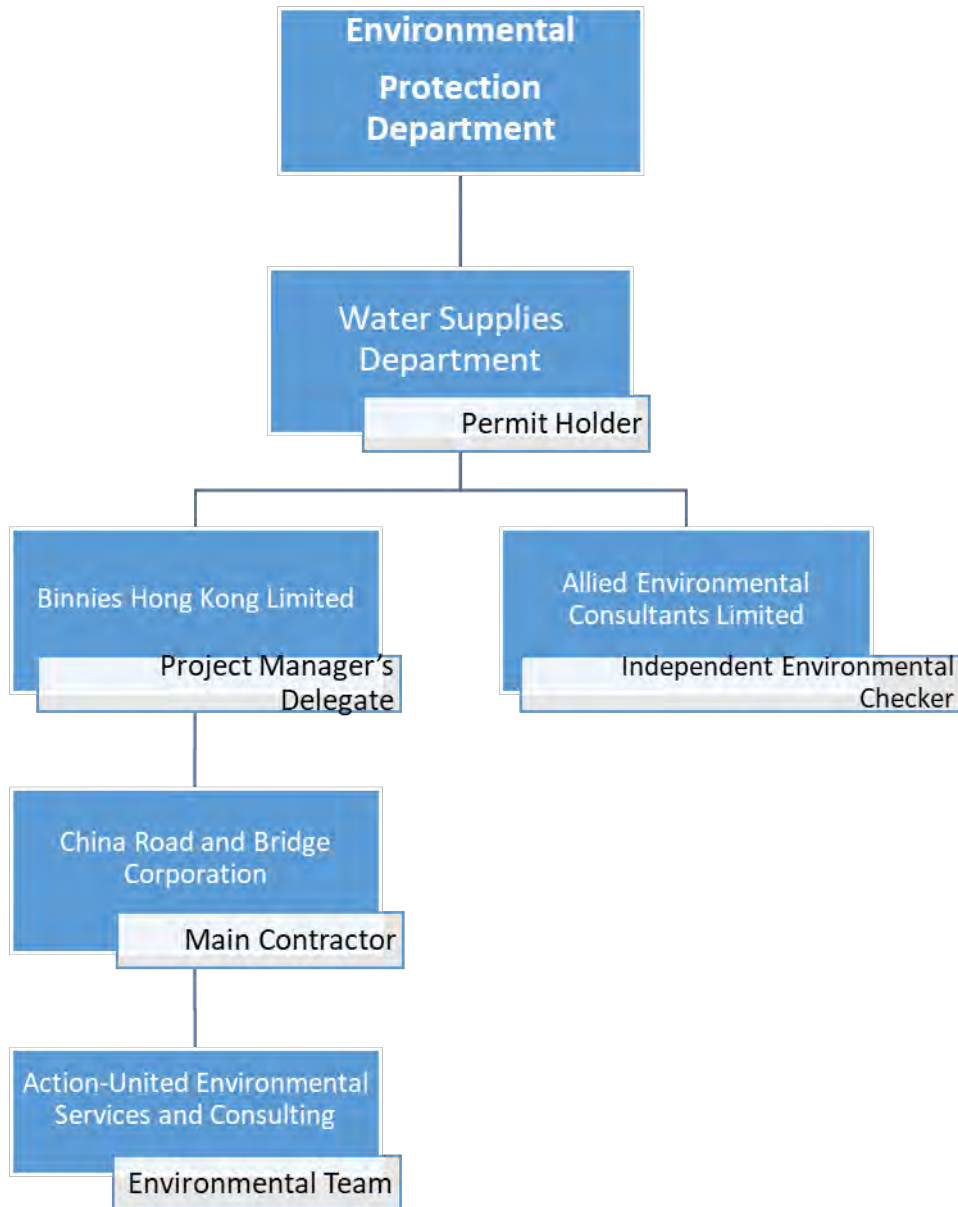 Environmental
Protection
Department
Water Supplies
Department
Permit Holder
Binnies Hong Kong Limited
Project Manager's
Delegate
Allied Environmental
Consultants Limited
Independent Environmental
Checker
China Road and Bridge
Corporation
Main Contractor
Action-United Environmental
Services and Consulting
Environmental Team